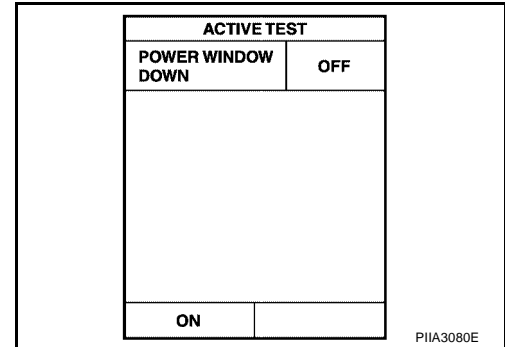 ACTIVE TEST
POWER WINDOW
DOWN
OFF
ON
PIIA3080E